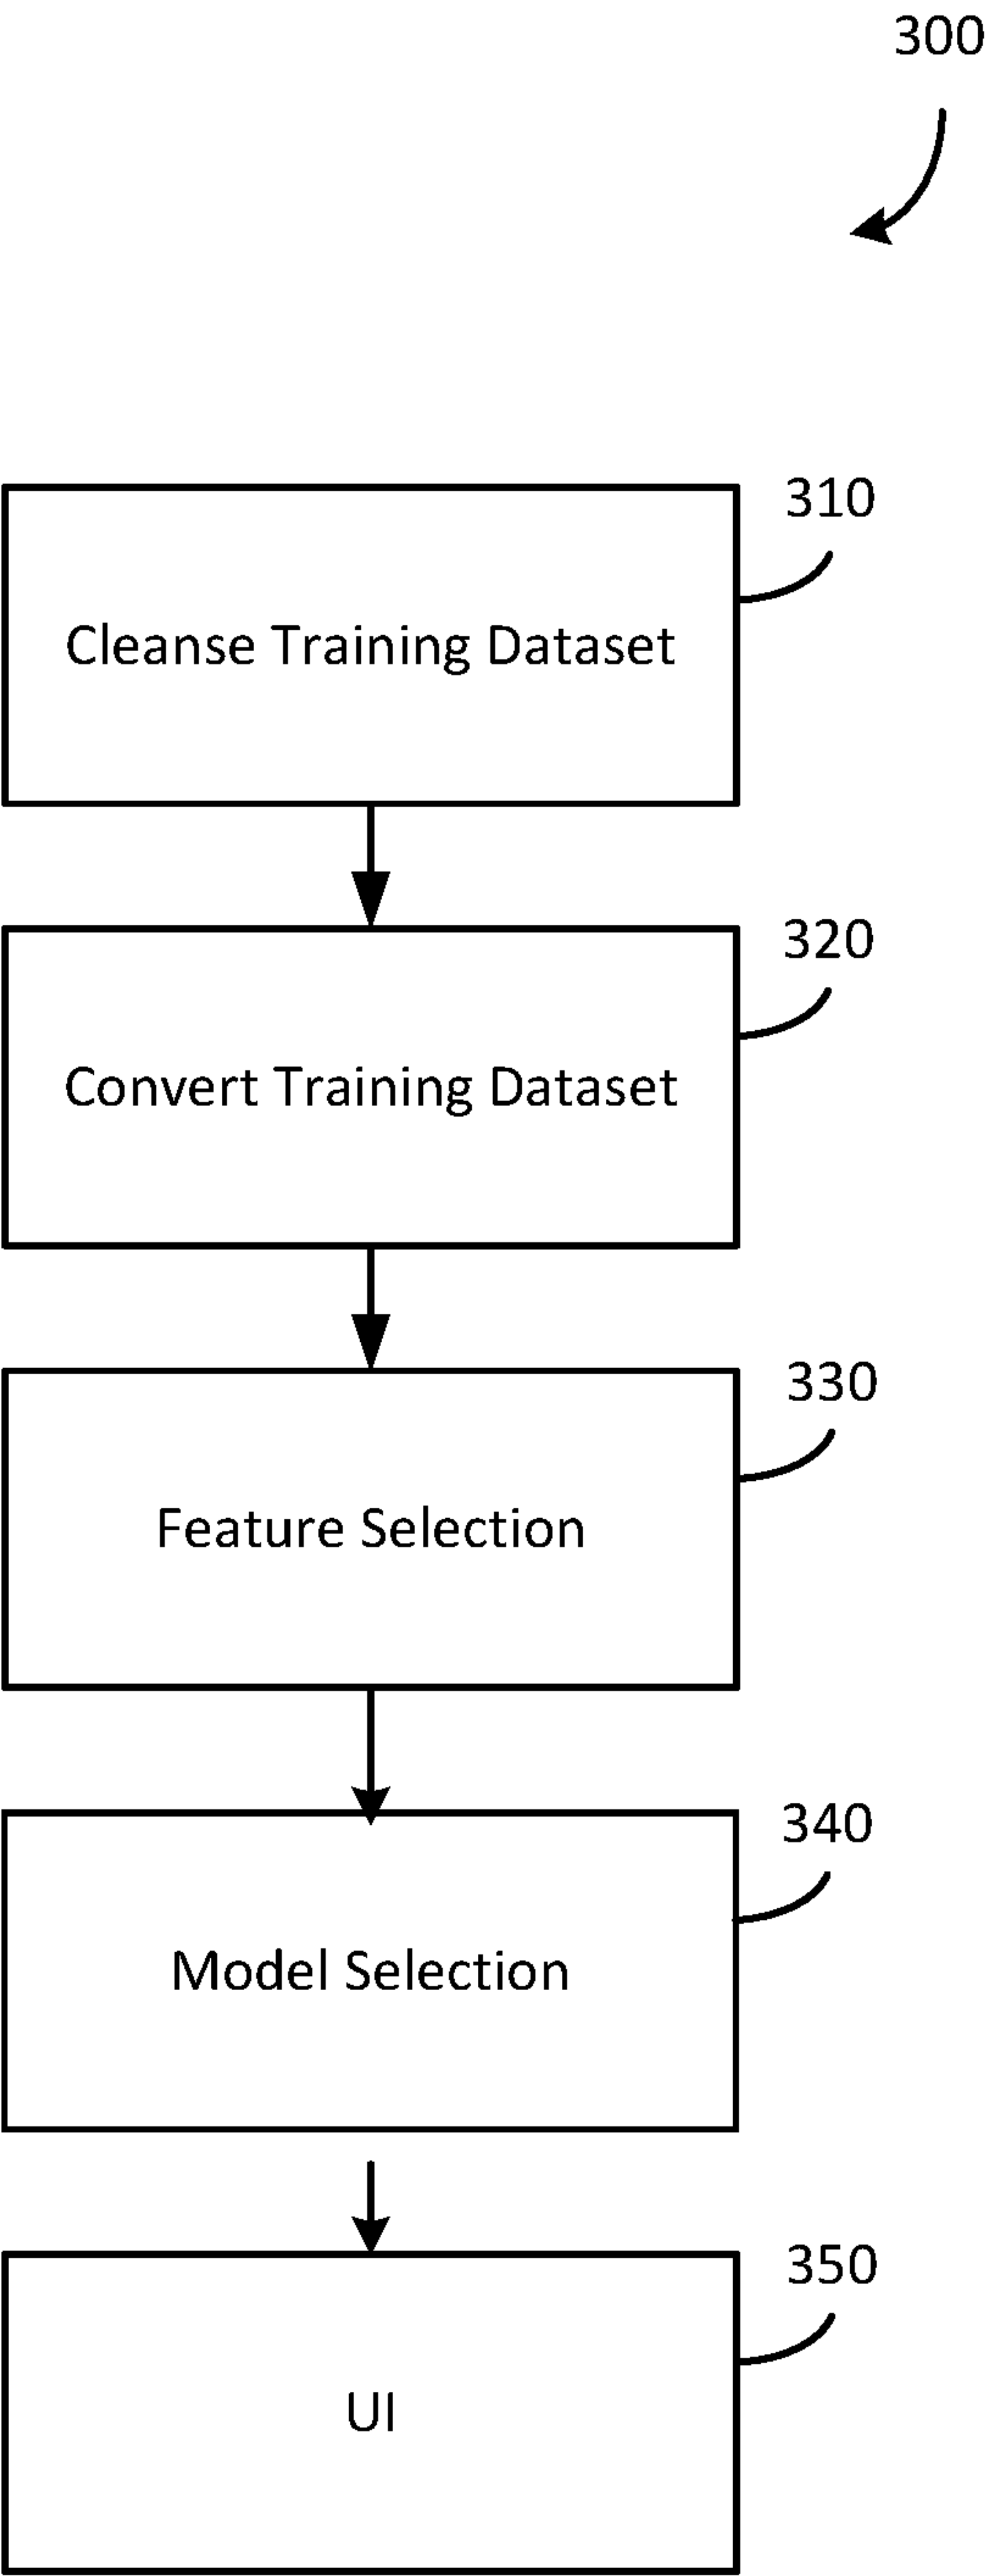 300
310
Cleanse Training Dataset
320
Convert Training Dataset
330
Feature Selection
340
Model Selection
350
UI